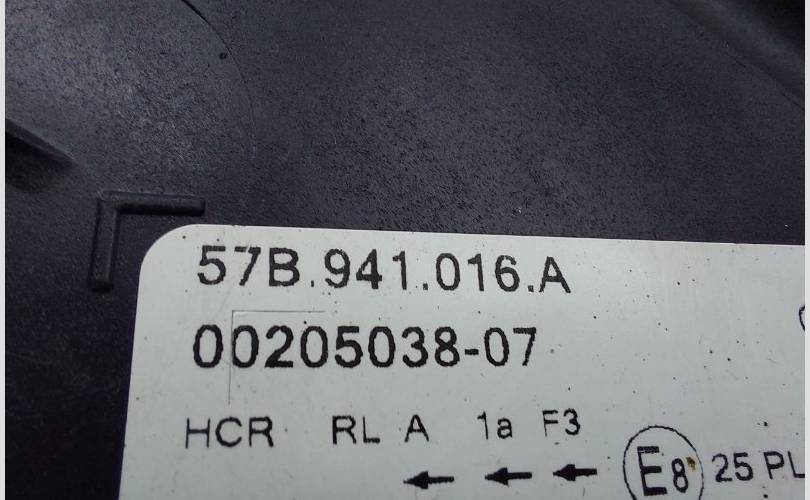 57B.941.016.A
00205038-07
HCR RL A 1a F3
← ← ←
E8 25 PL